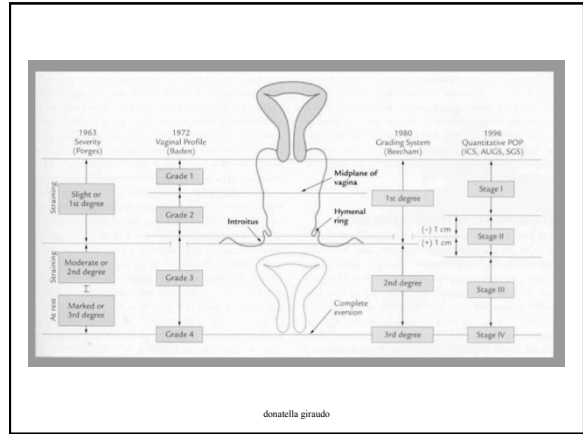 1963
Severity
(Porges)
1972
Vaginal Profile
(Baden)
1980
Grading System
(Beecham)
1996
Quantitative POP
(ICS, AUGS, SGS)
Straining
Slight or
1st degree
Straining
Moderate or
2nd degree
At rest
Marked or
3rd degree
Grade 1
Grade 2
Grade 3
Grade 4
Midplane of
vagina
Introitus
Hymenal
ring
Complete
eversion
1st degree
2nd degree
3rd degree
(−) 1 cm
(+) 1 cm
Stage I
Stage II
Stage III
Stage IV
donatella giraudo